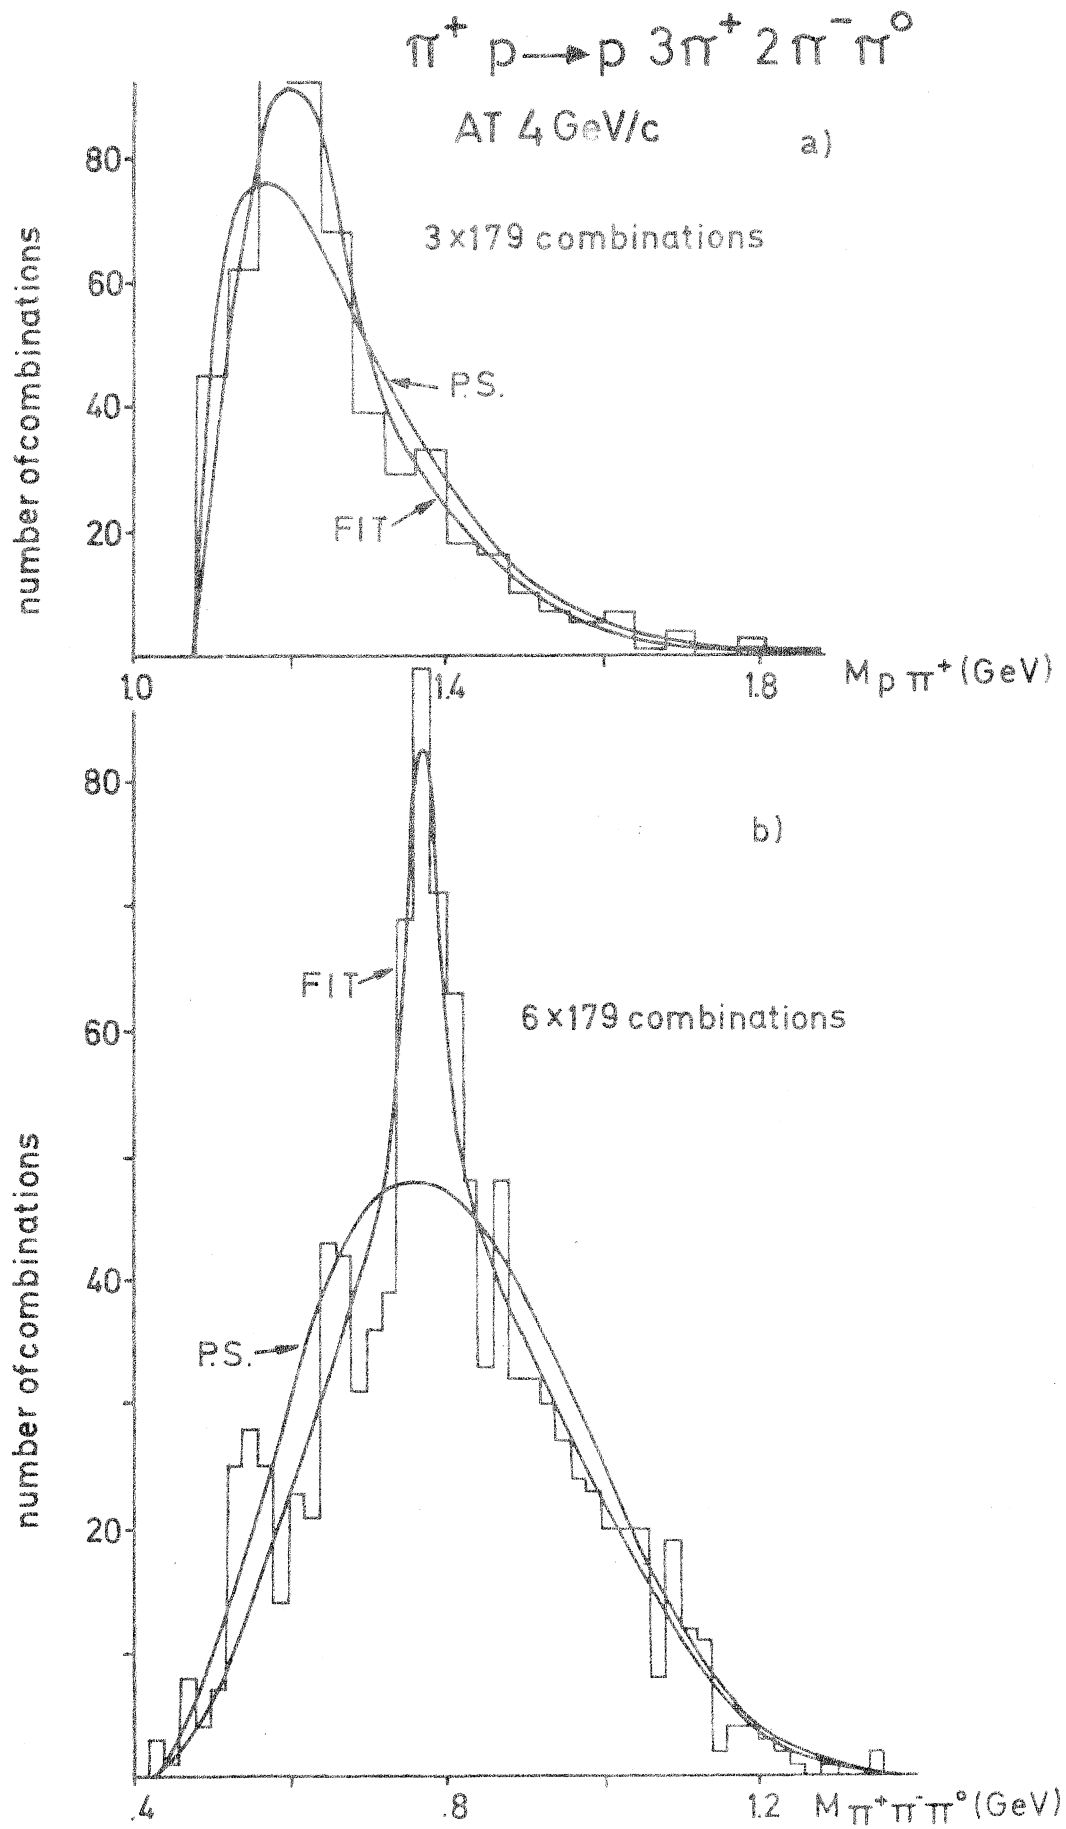 π⁺ p → p 3π⁺ 2π⁻ π⁰
AT 4 GeV/c
a)
3×179 combinations
number of combinations
80
60
40
20
P.S.
FIT
1.0
1.4
1.8
M p π⁺ (GeV)
b)
6×179 combinations
number of combinations
80
60
40
20
FIT
P.S.
.4
.8
1.2
M π⁺π⁻π⁰ (GeV)